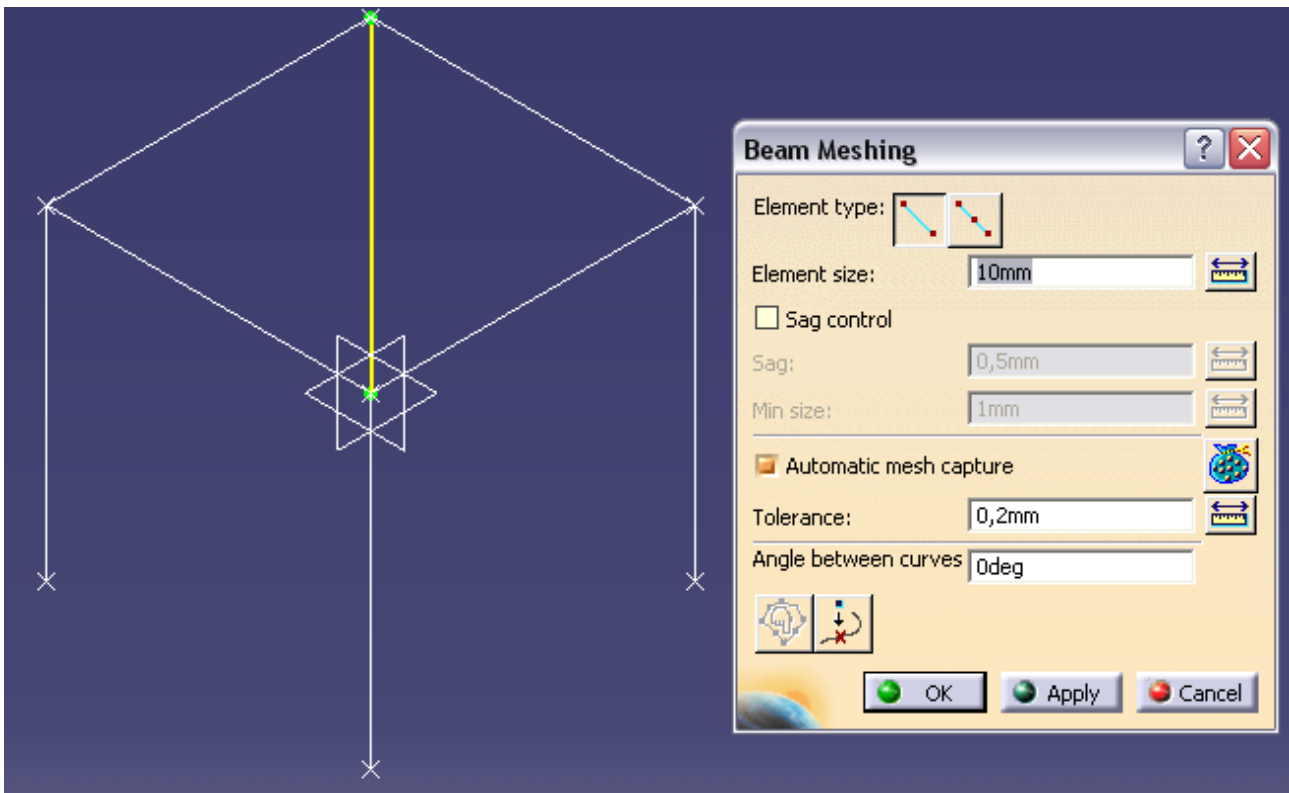 Beam Meshing
?
Element type:
Element size: 10mm
Sag control
Sag: 0,5mm
Min size: 1mm
Automatic mesh capture
Tolerance: 0,2mm
Angle between curves 0deg
OK Apply Cancel